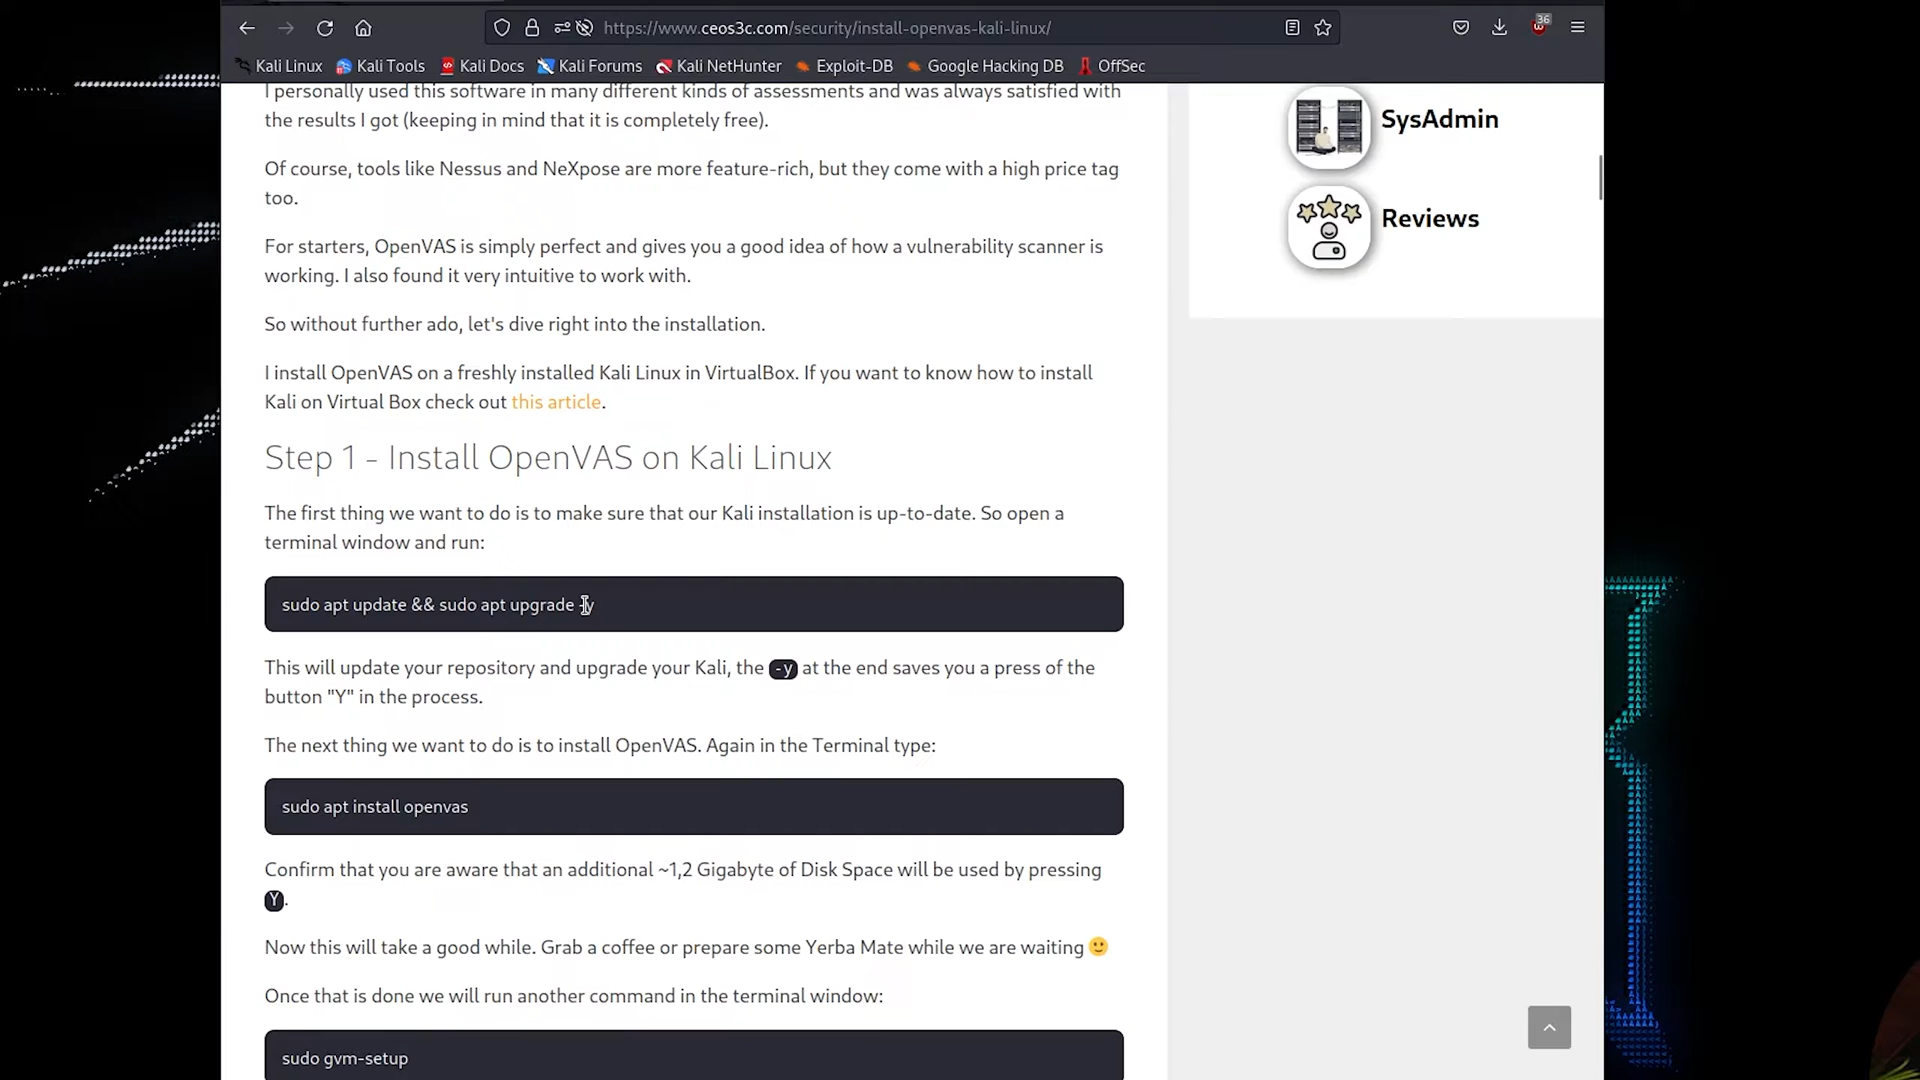 https://www.ceos3c.com/security/install-openvas-kali-linux/
36
Kali Linux
Kali Tools
Kali Docs
Kali Forums
Kali NetHunter
Exploit-DB
Google Hacking DB
OffSec
I personally used this software in many different kinds of assessments and was always satisfied with
the results I got (keeping in mind that it is completely free).
Of course, tools like Nessus and NeXpose are more feature-rich, but they come with a high price tag
too.
For starters, OpenVAS is simply perfect and gives you a good idea of how a vulnerability scanner is
working. I also found it very intuitive to work with.
So without further ado, let's dive right into the installation.
I install OpenVAS on a freshly installed Kali Linux in VirtualBox. If you want to know how to install
Kali on Virtual Box check out this article.
Step 1 - Install OpenVAS on Kali Linux
The first thing we want to do is to make sure that our Kali installation is up-to-date. So open a
terminal window and run:
sudo apt update && sudo apt upgrade -y
This will update your repository and upgrade your Kali, the -y at the end saves you a press of the
button "Y" in the process.
The next thing we want to do is to install OpenVAS. Again in the Terminal type:
sudo apt install openvas
Confirm that you are aware that an additional ~1,2 Gigabyte of Disk Space will be used by pressing
Y.
Now this will take a good while. Grab a coffee or prepare some Yerba Mate while we are waiting 🙂
Once that is done we will run another command in the terminal window:
sudo gvm-setup
SysAdmin
Reviews